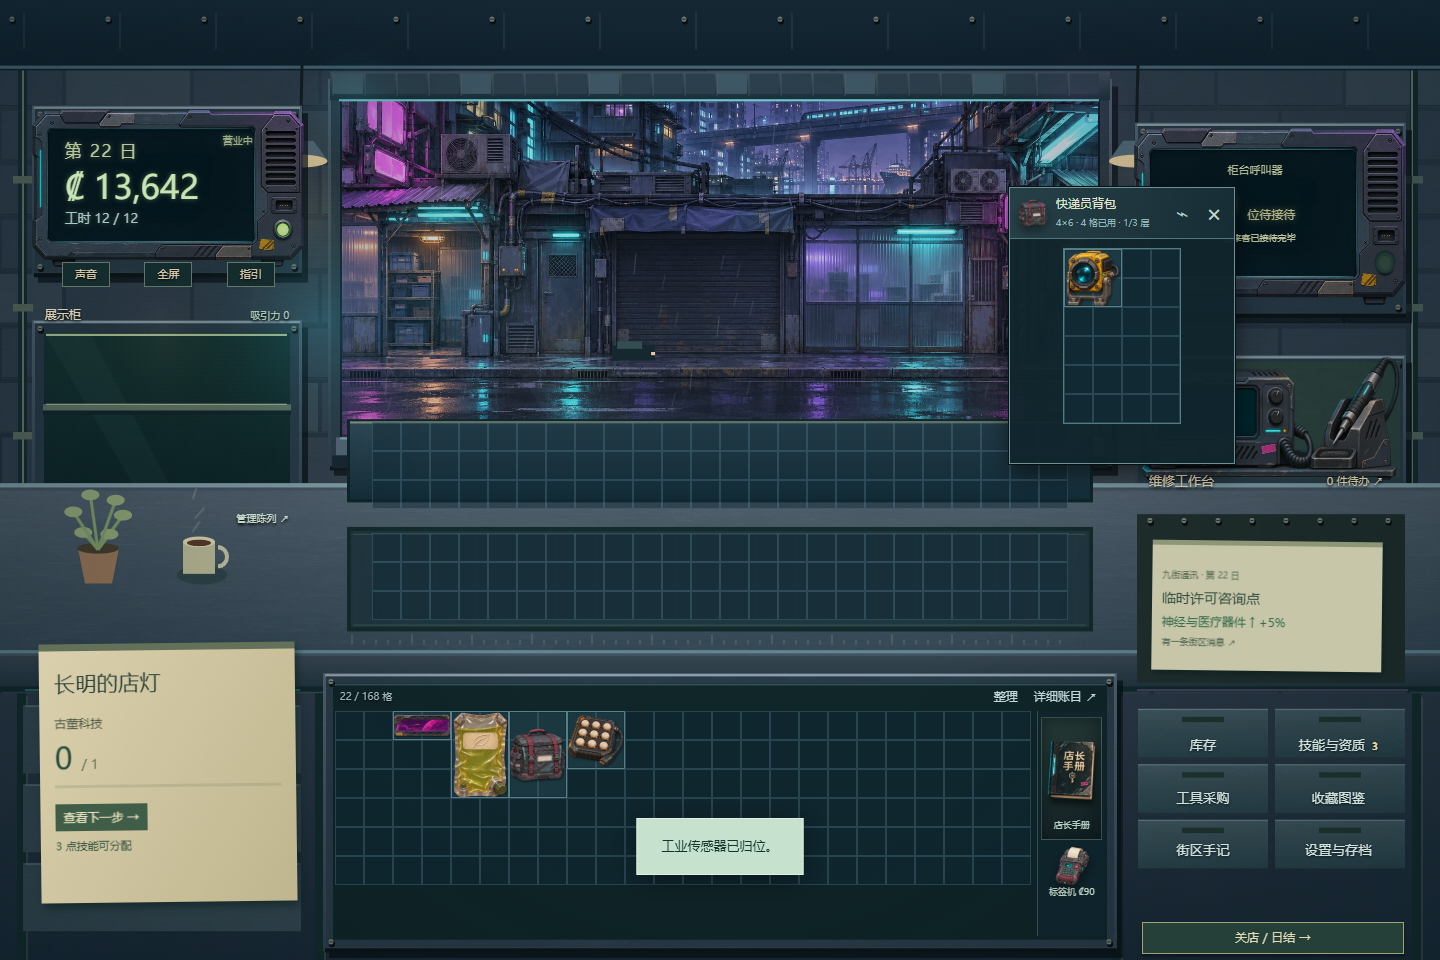 第 22 日
营业中
₡ 13,642
工时 12 / 12
声音
全屏
指引
展示柜
吸引力 0
管理陈列 ↗
长明的店灯
古董科技
0 / 1
查看下一步 →
3 点技能可分配
快递员背包
4×6 · 4 格已用 · 1/3 层
柜台呼叫器
位待接待
客已接待完毕
维修工作台
0 件待办 ↗
九街通讯 · 第 22 日
临时许可咨询点
神经与医疗器件 ↑ +5%
有一条街区消息 ↗
22 / 168 格
整理
详细账目 ↗
店长手册
店长手册
标签机 ₡90
工业传感器已归位。
库存
技能与资质 3
工具采购
收藏图鉴
街区手记
设置与存档
关店 / 日结 →